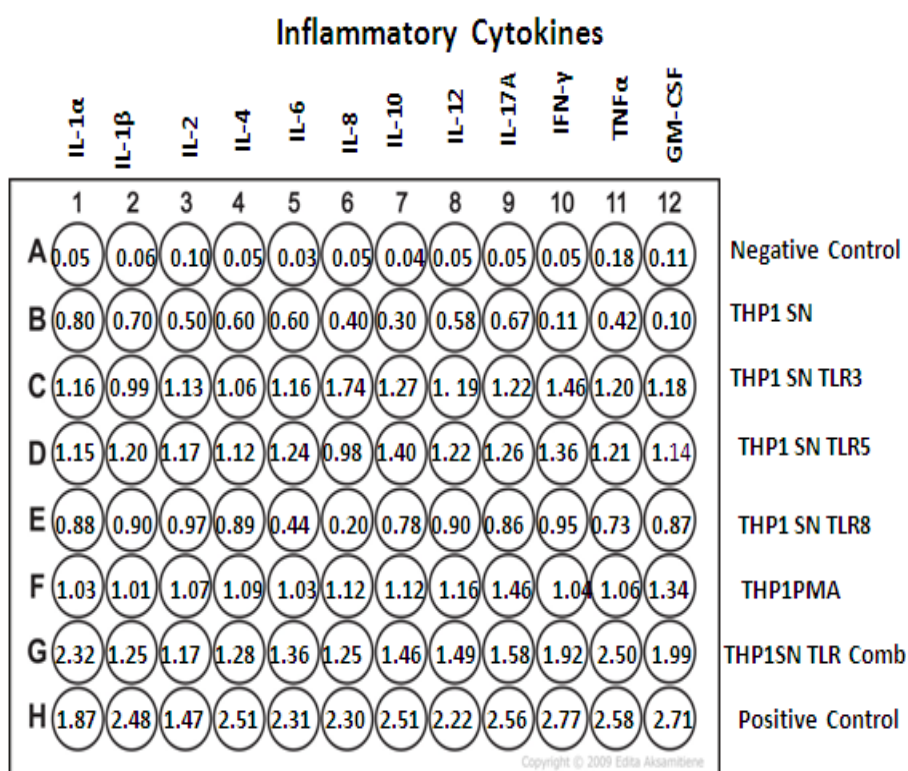 Inflammatory Cytokines
IL-1α IL-1β IL-2 IL-4 IL-6 IL-8 IL-10 IL-12 IL-17A IFN-γ TNFα GM-CSF
1 2 3 4 5 6 7 8 9 10 11 12
A 0.05 0.06 0.10 0.05 0.03 0.05 0.04 0.05 0.05 0.05 0.18 0.11 Negative Control
B 0.80 0.70 0.50 0.60 0.60 0.40 0.30 0.58 0.67 0.11 0.42 0.10 THP1 SN
C 1.16 0.99 1.13 1.06 1.16 1.74 1.27 1. 19 1.22 1.46 1.20 1.18 THP1 SN TLR3
D 1.15 1.20 1.17 1.12 1.24 0.98 1.40 1.22 1.26 1.36 1.21 1.14 THP1 SN TLR5
E 0.88 0.90 0.97 0.89 0.44 0.20 0.78 0.90 0.86 0.95 0.73 0.87 THP1 SN TLR8
F 1.03 1.01 1.07 1.09 1.03 1.12 1.12 1.16 1.46 1.04 1.06 1.34 THP1PMA
G 2.32 1.25 1.17 1.28 1.36 1.25 1.46 1.49 1.58 1.92 2.50 1.99 THP1SN TLR Comb
H 1.87 2.48 1.47 2.51 2.31 2.30 2.51 2.22 2.56 2.77 2.58 2.71 Positive Control
Copyright © 2009 Edita Aksamitiene